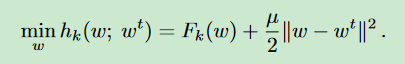 min_w h_k(w; w^t) = F_k(w) + μ/2 ‖w − w^t‖² .